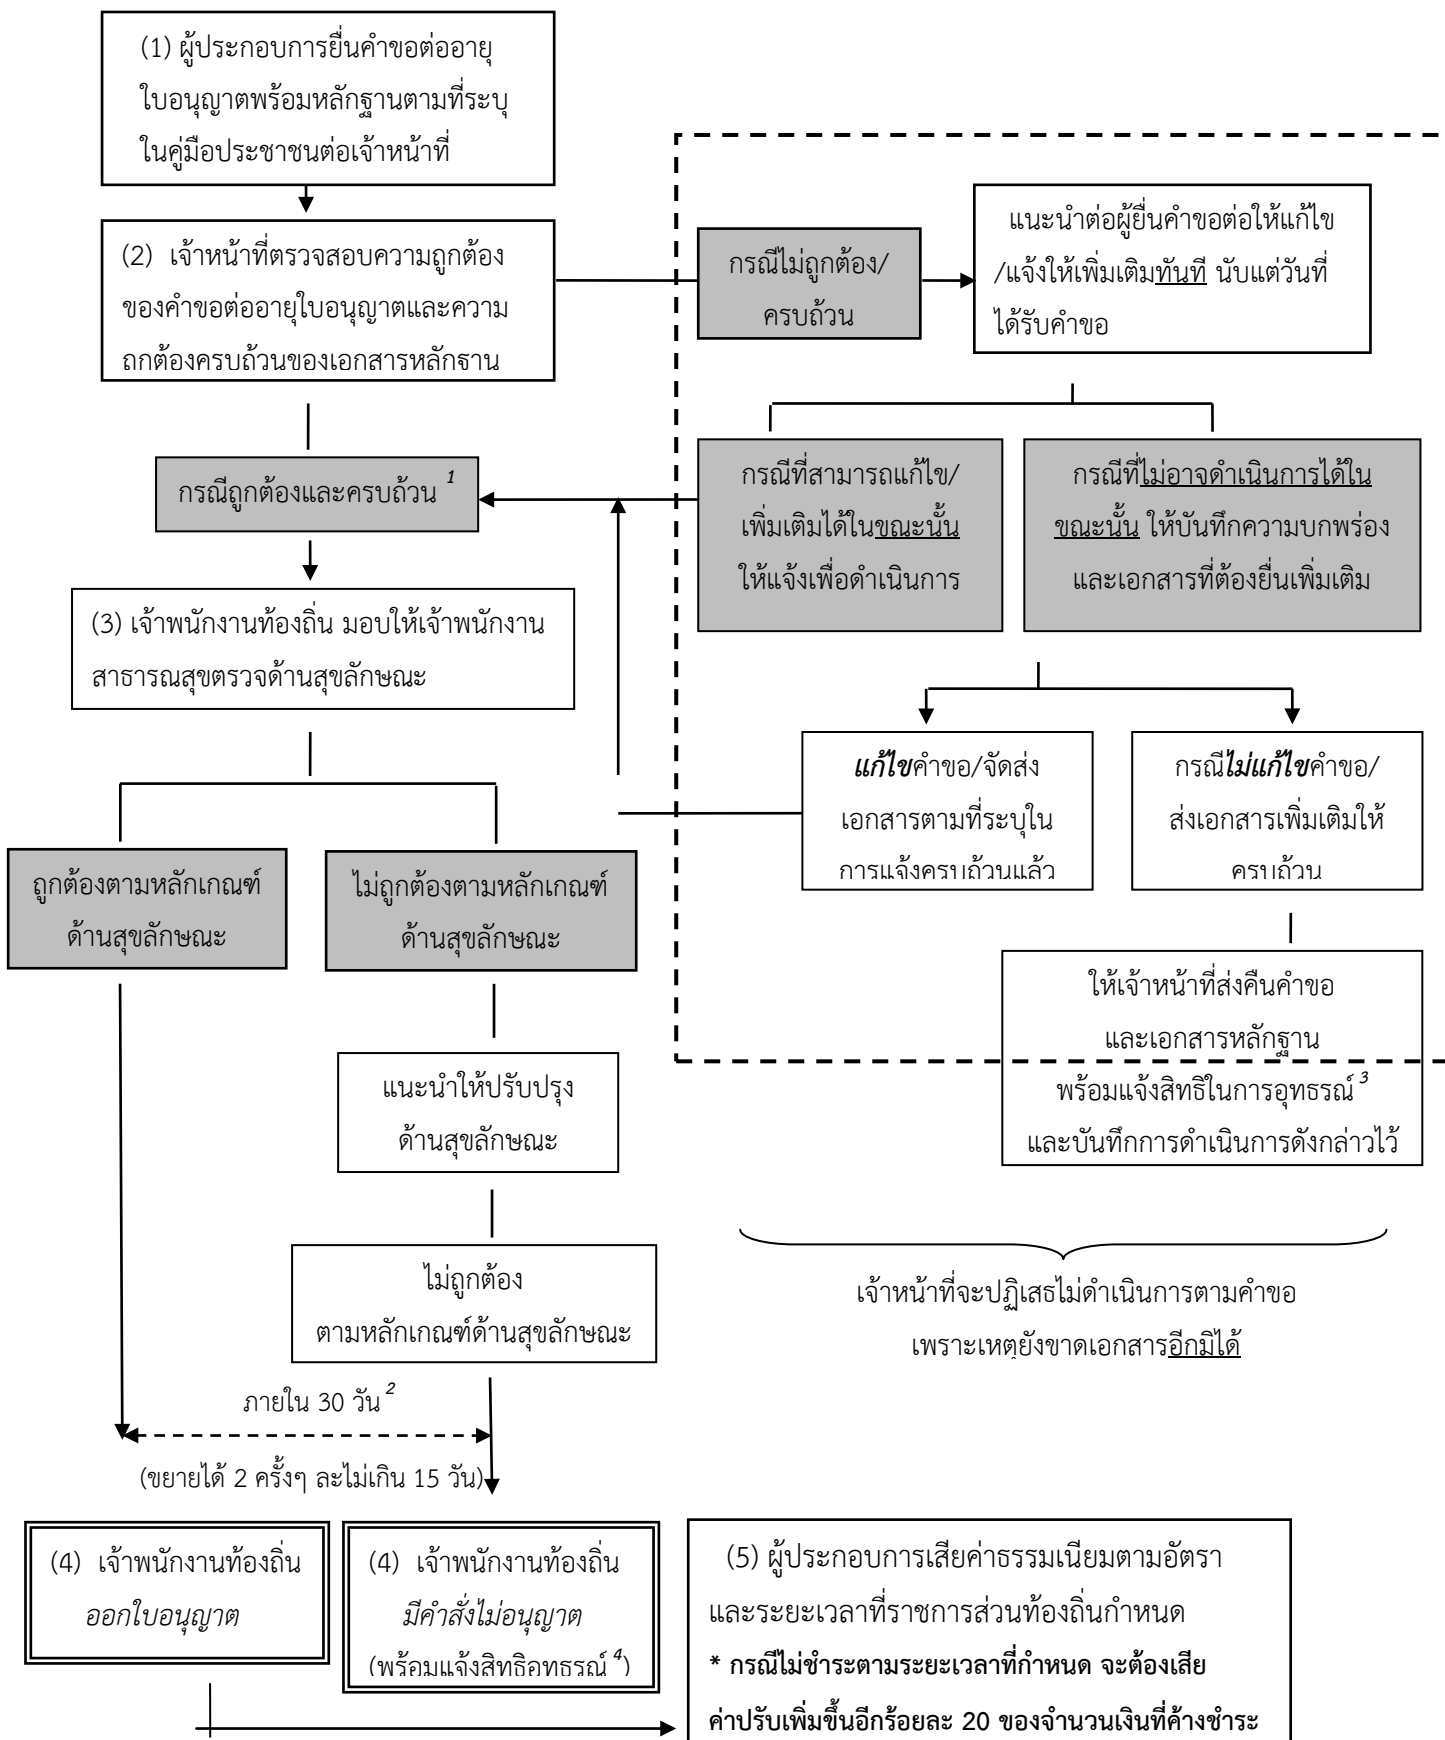 (1) ผู้ประกอบการยื่นคำขอต่ออายุ
ใบอนุญาตพร้อมหลักฐานตามที่ระบุ
ในคู่มือประชาชนต่อเจ้าหน้าที่
(2) เจ้าหน้าที่ตรวจสอบความถูกต้อง
ของคำขอต่ออายุใบอนุญาตและความ
ถูกต้องครบถ้วนของเอกสารหลักฐาน
กรณีไม่ถูกต้อง/
ครบถ้วน
แนะนำต่อผู้ยื่นคำขอต่อให้แก้ไข
/แจ้งให้เพิ่มเติมทันที นับแต่วันที่
ได้รับคำขอ
กรณีถูกต้องและครบถ้วน 1
กรณีที่สามารถแก้ไข/
เพิ่มเติมได้ในขณะนั้น
ให้แจ้งเพื่อดำเนินการ
กรณีที่ไม่อาจดำเนินการได้ใน
ขณะนั้น ให้บันทึกความบกพร่อง
และเอกสารที่ต้องยื่นเพิ่มเติม
(3) เจ้าพนักงานท้องถิ่น มอบให้เจ้าพนักงาน
สาธารณสุขตรวจด้านสุขลักษณะ
แก้ไขคำขอ/จัดส่ง
เอกสารตามที่ระบุใน
การแจ้งครบถ้วนแล้ว
กรณีไม่แก้ไขคำขอ/
ส่งเอกสารเพิ่มเติมให้
ครบถ้วน
ถูกต้องตามหลักเกณฑ์
ด้านสุขลักษณะ
ไม่ถูกต้องตามหลักเกณฑ์
ด้านสุขลักษณะ
ให้เจ้าหน้าที่ส่งคืนคำขอ
และเอกสารหลักฐาน
พร้อมแจ้งสิทธิในการอุทธรณ์ 3
และบันทึกการดำเนินการดังกล่าวไว้
แนะนำให้ปรับปรุง
ด้านสุขลักษณะ
ไม่ถูกต้อง
ตามหลักเกณฑ์ด้านสุขลักษณะ
เจ้าหน้าที่จะปฏิเสธไม่ดำเนินการตามคำขอ
เพราะเหตุยังขาดเอกสารอีกมิได้
ภายใน 30 วัน 2
(ขยายได้ 2 ครั้งๆ ละไม่เกิน 15 วัน)
(4) เจ้าพนักงานท้องถิ่น
ออกใบอนุญาต
(4) เจ้าพนักงานท้องถิ่น
มีคำสั่งไม่อนุญาต
(พร้อมแจ้งสิทธิอุทธรณ์ 4)
(5) ผู้ประกอบการเสียค่าธรรมเนียมตามอัตรา
และระยะเวลาที่ราชการส่วนท้องถิ่นกำหนด
* กรณีไม่ชำระตามระยะเวลาที่กำหนด จะต้องเสีย
ค่าปรับเพิ่มขึ้นอีกร้อยละ 20 ของจำนวนเงินที่ค้างชำระ